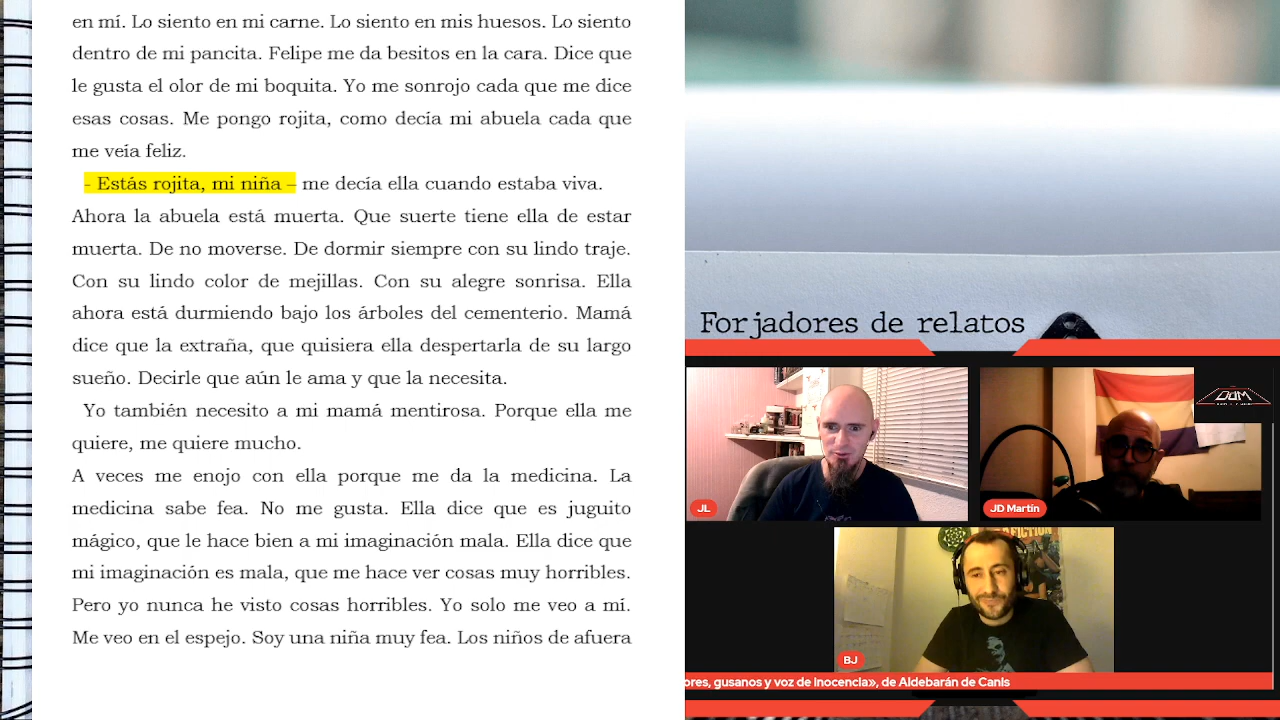 en mí. Lo siento en mi carne. Lo siento en mis huesos. Lo siento
dentro de mi pancita. Felipe me da besitos en la cara. Dice que
le gusta el olor de mi boquita. Yo me sonrojo cada que me dice
esas cosas. Me pongo rojita, como decía mi abuela cada que
me veía feliz.
- Estás rojita, mi niña – me decía ella cuando estaba viva.
Ahora la abuela está muerta. Que suerte tiene ella de estar
muerta. De no moverse. De dormir siempre con su lindo traje.
Con su lindo color de mejillas. Con su alegre sonrisa. Ella
ahora está durmiendo bajo los árboles del cementerio. Mamá
dice que la extraña, que quisiera ella despertarla de su largo
sueño. Decirle que aún le ama y que la necesita.
Yo también necesito a mi mamá mentirosa. Porque ella me
quiere, me quiere mucho.
A veces me enojo con ella porque me da la medicina. La
medicina sabe fea. No me gusta. Ella dice que es juguito
mágico, que le hace bien a mi imaginación mala. Ella dice que
mi imaginación es mala, que me hace ver cosas muy horribles.
Pero yo nunca he visto cosas horribles. Yo solo me veo a mí.
Me veo en el espejo. Soy una niña muy fea. Los niños de afuera
Forjadores de relatos
JL
JD Martín
BJ
ores, gusanos y voz de inocencia», de Aldebarán de Canis